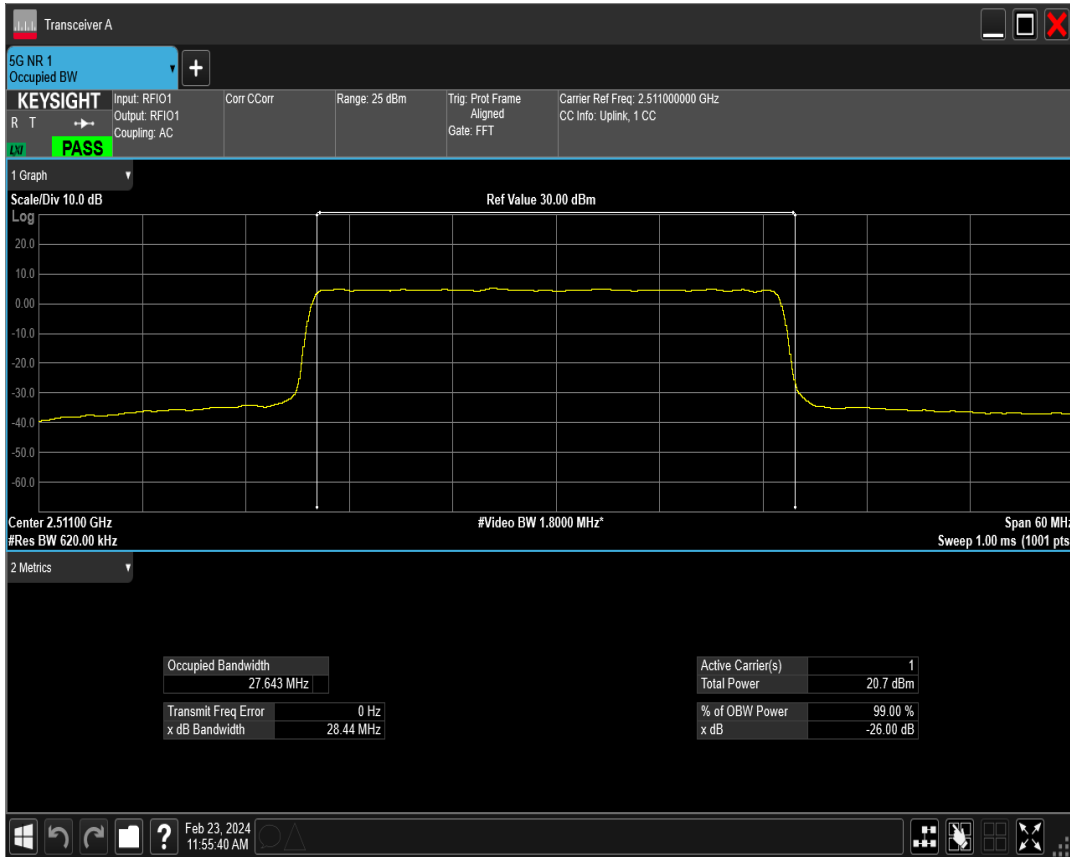 Transceiver A
5G NR 1
Occupied BW
+
KEYSIGHT
R T
LXI
PASS
Input: RFIO1
Output: RFIO1
Coupling: AC
Corr CCorr
Range: 25 dBm
Trig: Prot Frame
Aligned
Gate: FFT
Carrier Ref Freq: 2.511000000 GHz
CC Info: Uplink, 1 CC
1 Graph
Scale/Div 10.0 dB
Ref Value 30.00 dBm
Log
20.0
10.0
0.00
-10.0
-20.0
-30.0
-40.0
-50.0
-60.0
Center 2.51100 GHz
#Video BW 1.8000 MHz*
Span 60 MHz
#Res BW 620.00 kHz
Sweep 1.00 ms (1001 pts
2 Metrics
Occupied Bandwidth
27.643 MHz
Transmit Freq Error 0 Hz
x dB Bandwidth 28.44 MHz
Active Carrier(s) 1
Total Power 20.7 dBm
% of OBW Power 99.00 %
x dB -26.00 dB
?
Feb 23, 2024
11:55:40 AM